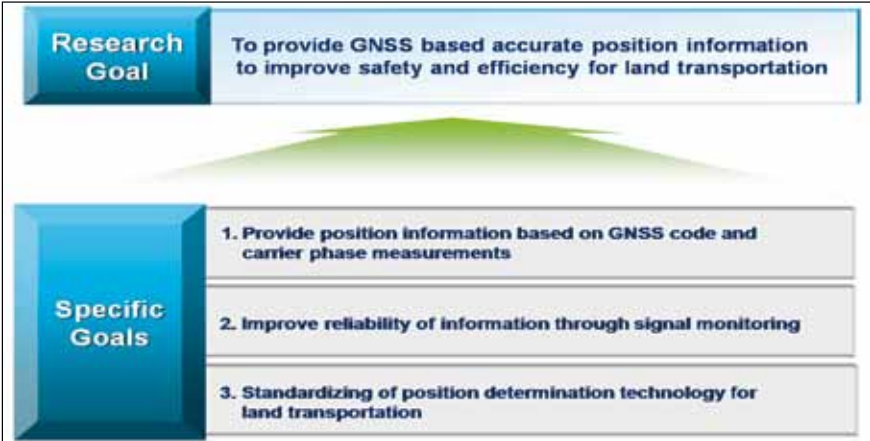 Research
Goal
To provide GNSS based accurate position information
to improve safety and efficiency for land transportation
Specific
Goals
1. Provide position information based on GNSS code and
carrier phase measurements
2. Improve reliability of information through signal monitoring
3. Standardizing of position determination technology for
land transportation